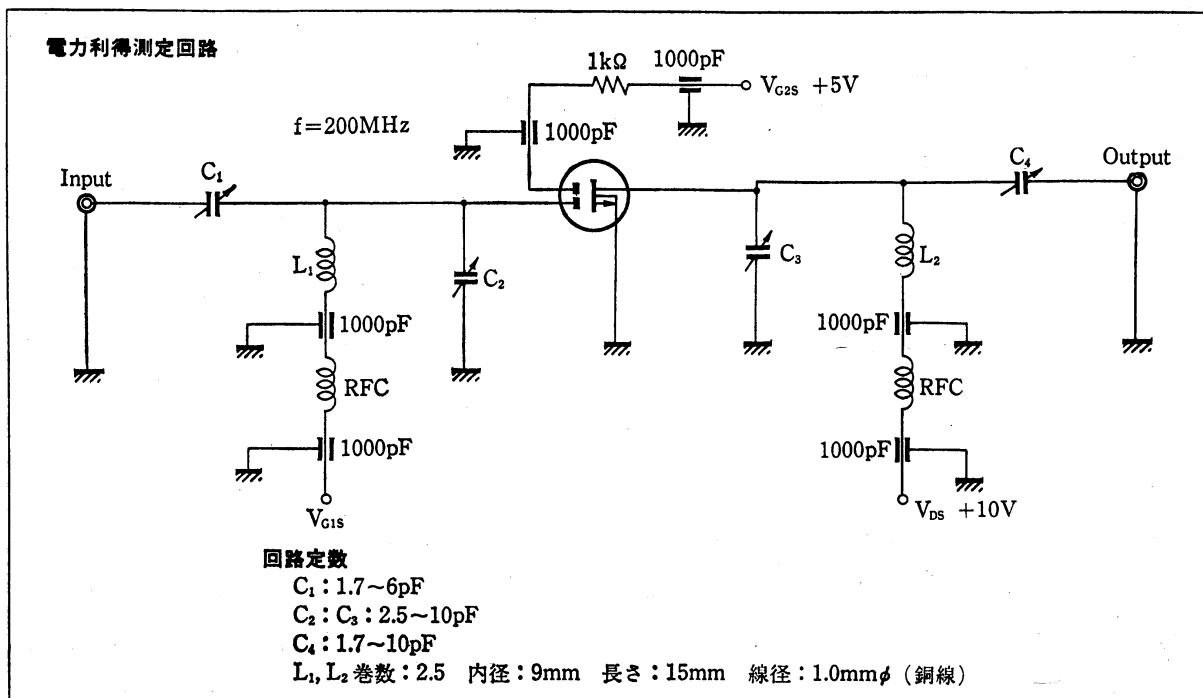 電力利得測定回路
1kΩ
1000pF
V_G2S +5V
f=200MHz
1000pF
Input
C₁
C₄
Output
L₁
C₂
C₃
L₂
1000pF
1000pF
RFC
RFC
1000pF
1000pF
V_G1S
V_DS +10V
回路定数
C₁：1.7～6pF
C₂：C₃：2.5～10pF
C₄：1.7～10pF
L₁, L₂ 巻数：2.5 内径：9mm 長さ：15mm 線径：1.0mmφ（銅線）